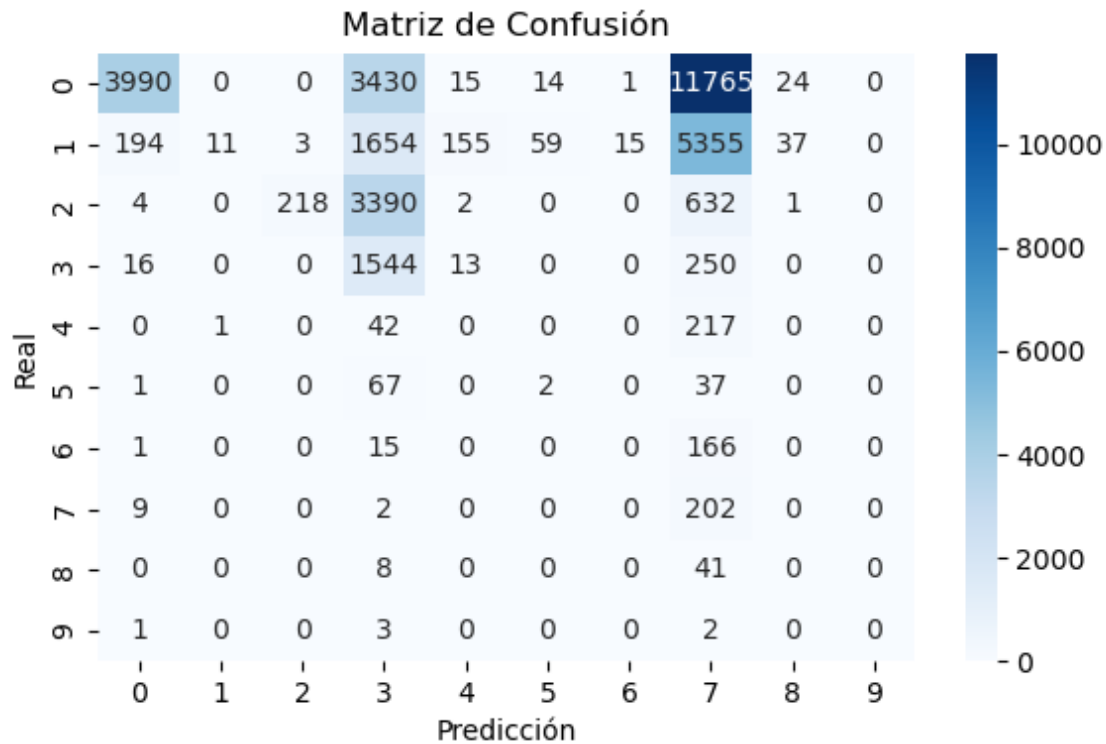 Matriz de Confusión
0 3990 0 0 3430 15 14 1 11765 24 0
1 194 11 3 1654 155 59 15 5355 37 0
2 4 0 218 3390 2 0 0 632 1 0
3 16 0 0 1544 13 0 0 250 0 0
4 0 1 0 42 0 0 0 217 0 0
5 1 0 0 67 0 2 0 37 0 0
6 1 0 0 15 0 0 0 166 0 0
7 9 0 0 2 0 0 0 202 0 0
8 0 0 0 8 0 0 0 41 0 0
9 1 0 0 3 0 0 0 2 0 0
0 1 2 3 4 5 6 7 8 9
Real
Predicción
10000
8000
6000
4000
2000
0